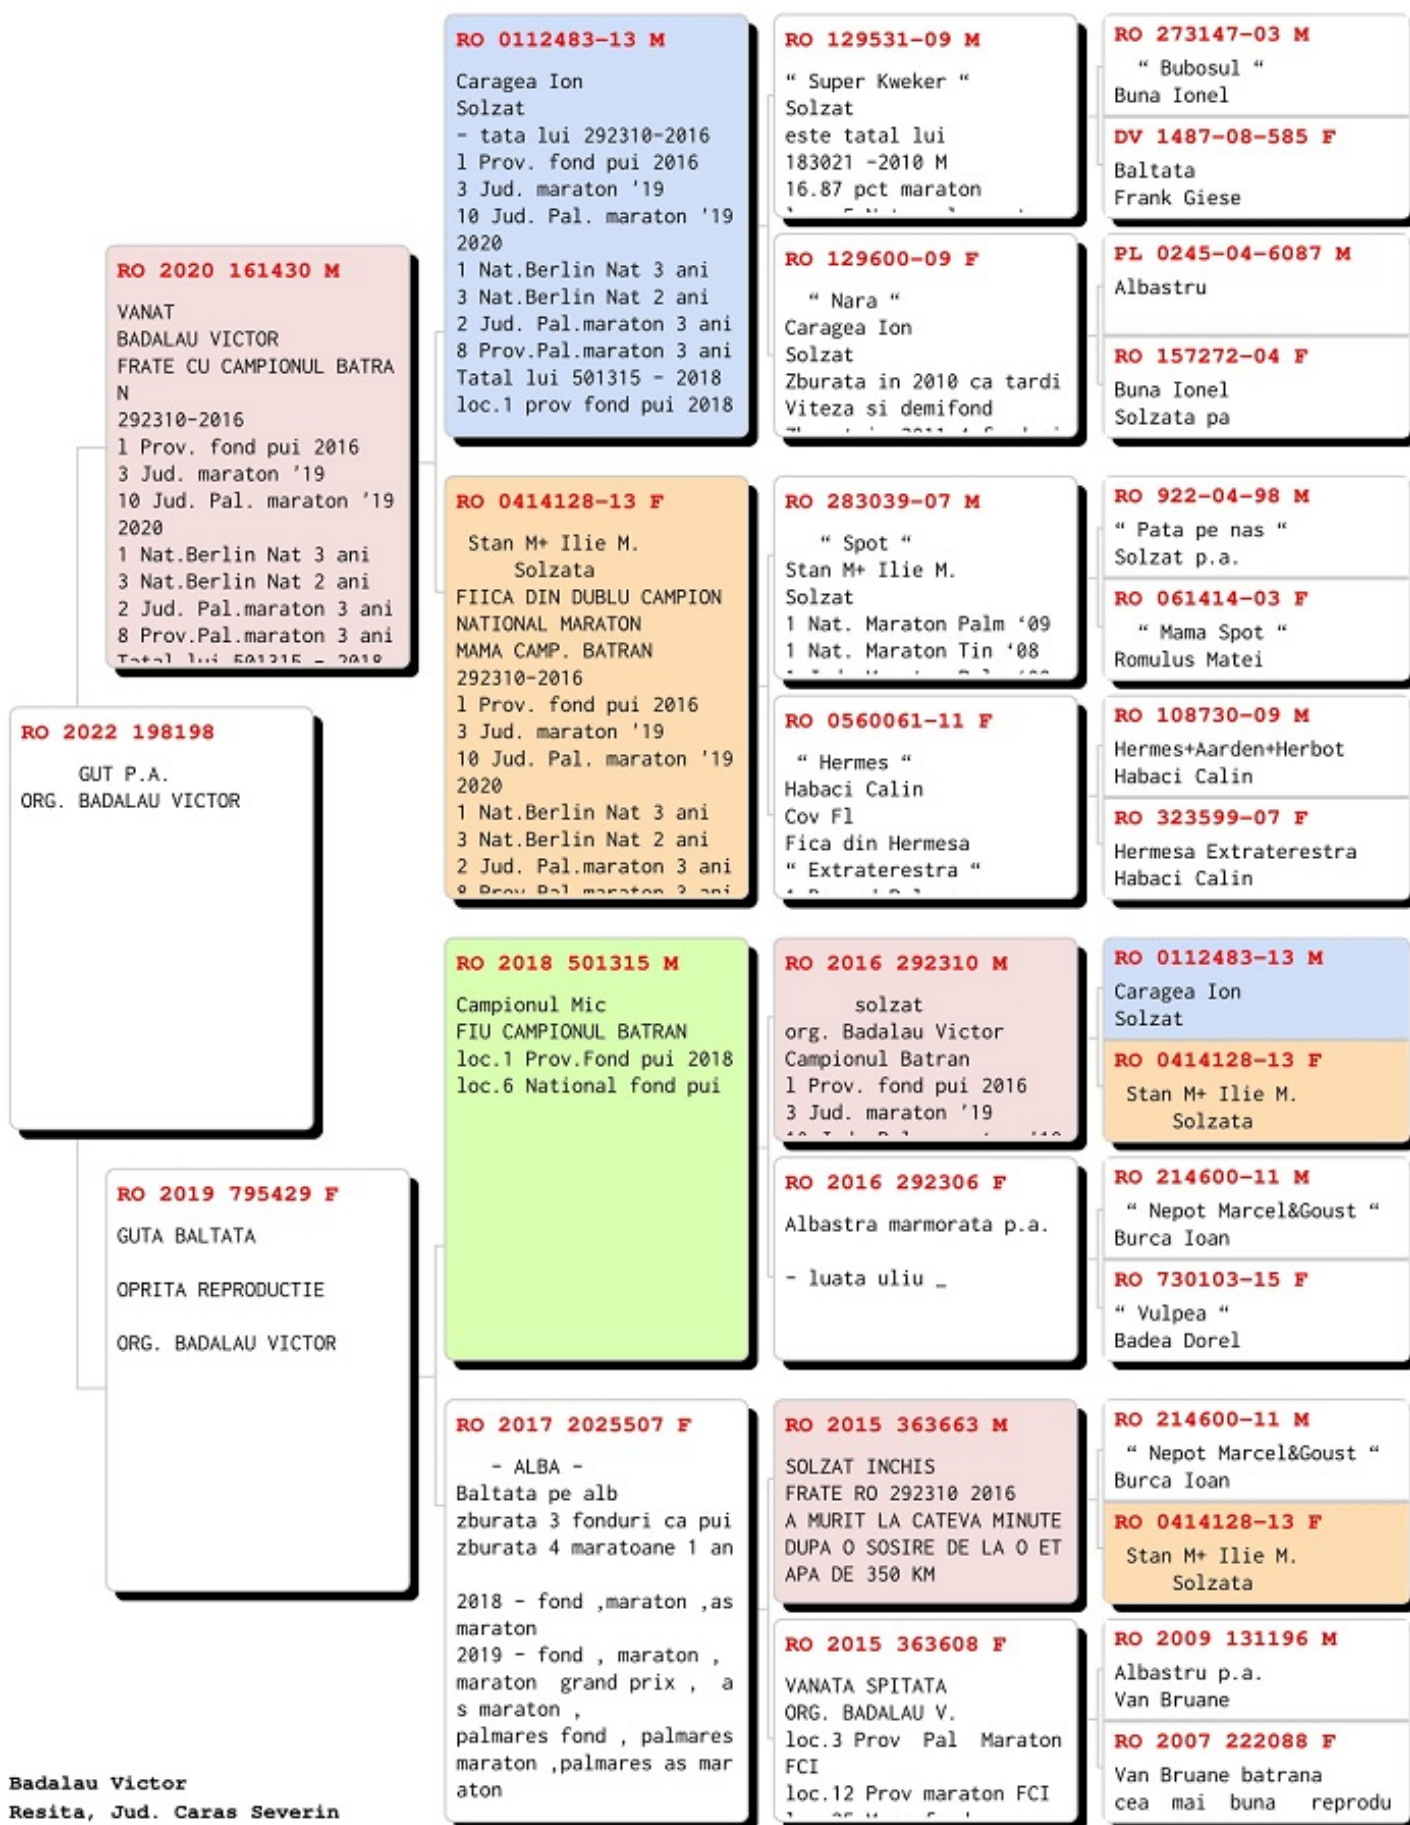 RO 2022 198198
GUT P.A.
ORG. BADALAU VICTOR
RO 2020 161430 M
VANAT
BADALAU VICTOR
FRATE CU CAMPIONUL BATRA
N
292310-2016
l Prov. fond pui 2016
3 Jud. maraton '19
10 Jud. Pal. maraton '19
2020
1 Nat.Berlin Nat 3 ani
3 Nat.Berlin Nat 2 ani
2 Jud. Pal.maraton 3 ani
8 Prov.Pal.maraton 3 ani
Tatal lui 501315 - 2018
RO 2019 795429 F
GUTA BALTATA
OPRITA REPRODUCTIE
ORG. BADALAU VICTOR
RO 0112483-13 M
Caragea Ion
Solzat
- tata lui 292310-2016
l Prov. fond pui 2016
3 Jud. maraton '19
10 Jud. Pal. maraton '19
2020
1 Nat.Berlin Nat 3 ani
3 Nat.Berlin Nat 2 ani
2 Jud. Pal.maraton 3 ani
8 Prov.Pal.maraton 3 ani
Tatal lui 501315 - 2018
loc.1 prov fond pui 2018
RO 0414128-13 F
Stan M+ Ilie M.
Solzata
FIICA DIN DUBLU CAMPION
NATIONAL MARATON
MAMA CAMP. BATRAN
292310-2016
l Prov. fond pui 2016
3 Jud. maraton '19
10 Jud. Pal. maraton '19
2020
1 Nat.Berlin Nat 3 ani
3 Nat.Berlin Nat 2 ani
2 Jud. Pal.maraton 3 ani
8 Prov.Pal.maraton 3 ani
RO 2018 501315 M
Campionul Mic
FIU CAMPIONUL BATRAN
loc.1 Prov.Fond pui 2018
loc.6 National fond pui
RO 2017 2025507 F
- ALBA -
Baltata pe alb
zburata 3 fonduri ca pui
zburata 4 maratoane 1 an
2018 - fond ,maraton ,as
maraton
2019 - fond , maraton ,
maraton grand prix , a
s maraton ,
palmares fond , palmares
maraton ,palmares as mar
aton
RO 129531-09 M
“ Super Kweker “
Solzat
este tatal lui
183021 -2010 M
16.87 pct maraton
RO 129600-09 F
“ Nara “
Caragea Ion
Solzat
Zburata in 2010 ca tardi
Viteza si demifond
RO 283039-07 M
“ Spot “
Stan M+ Ilie M.
Solzat
1 Nat. Maraton Palm ‘09
1 Nat. Maraton Tin ‘08
RO 0560061-11 F
“ Hermes “
Habaci Calin
Cov Fl
Fica din Hermesa
“ Extraterestra “
RO 2016 292310 M
solzat
org. Badalau Victor
Campionul Batran
l Prov. fond pui 2016
3 Jud. maraton '19
RO 2016 292306 F
Albastra marmorata p.a.
- luata uliu _
RO 2015 363663 M
SOLZAT INCHIS
FRATE RO 292310 2016
A MURIT LA CATEVA MINUTE
DUPA O SOSIRE DE LA O ET
APA DE 350 KM
RO 2015 363608 F
VANATA SPITATA
ORG. BADALAU V.
loc.3 Prov Pal Maraton
FCI
loc.12 Prov maraton FCI
RO 273147-03 M
“ Bubosul “
Buna Ionel
DV 1487-08-585 F
Baltata
Frank Giese
PL 0245-04-6087 M
Albastru
RO 157272-04 F
Buna Ionel
Solzata pa
RO 922-04-98 M
“ Pata pe nas “
Solzat p.a.
RO 061414-03 F
“ Mama Spot “
Romulus Matei
RO 108730-09 M
Hermes+Aarden+Herbot
Habaci Calin
RO 323599-07 F
Hermesa Extraterestra
Habaci Calin
RO 0112483-13 M
Caragea Ion
Solzat
RO 0414128-13 F
Stan M+ Ilie M.
Solzata
RO 214600-11 M
“ Nepot Marcel&Goust “
Burca Ioan
RO 730103-15 F
“ Vulpea “
Badea Dorel
RO 214600-11 M
“ Nepot Marcel&Goust “
Burca Ioan
RO 0414128-13 F
Stan M+ Ilie M.
Solzata
RO 2009 131196 M
Albastru p.a.
Van Bruane
RO 2007 222088 F
Van Bruane batrana
cea mai buna reprodu
Badalau Victor
Resita, Jud. Caras Severin